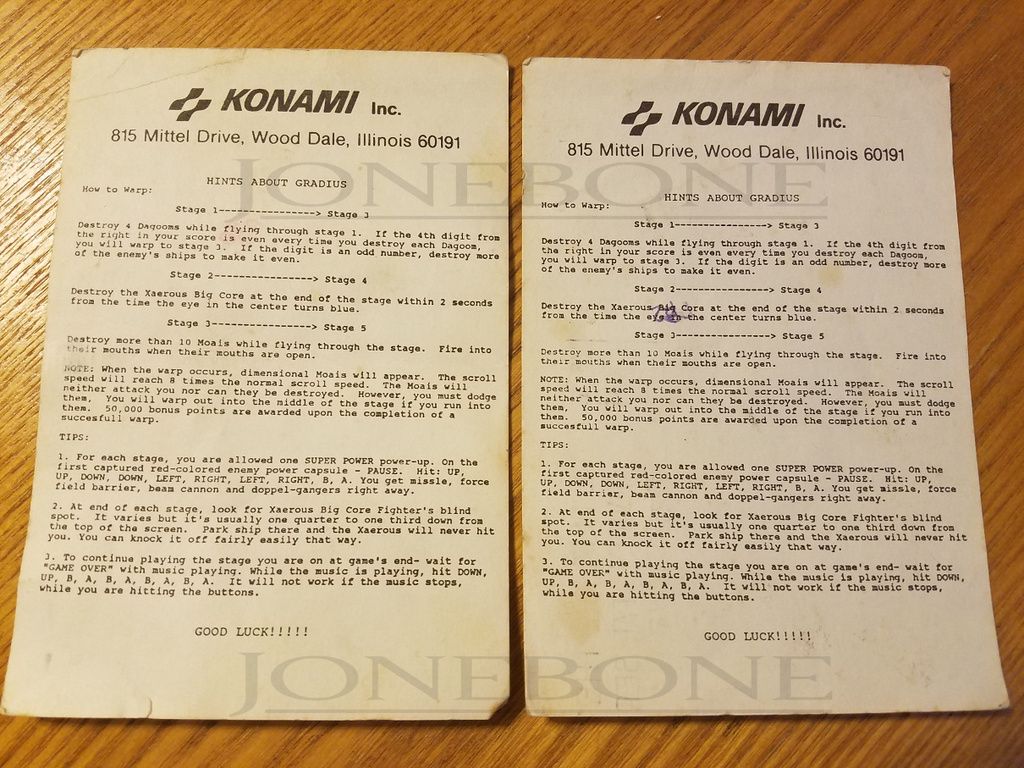 KONAMI Inc.
815 Mittel Drive, Wood Dale, Illinois 60191
HINTS ABOUT GRADIUS
How to Warp:
Stage 1----------------> Stage 3
Destroy 4 Dagooms while flying through stage 1. If the 4th digit from
the right in your score is even every time you destroy each Dagoom,
you will warp to stage 3. If the digit is an odd number, destroy more
of the enemy's ships to make it even.
Stage 2----------------> Stage 4
Destroy the Xaerous Big Core at the end of the stage within 2 seconds
from the time the eye in the center turns blue.
Stage 3----------------> Stage 5
Destroy more than 10 Moais while flying through the stage. Fire into
their mouths when their mouths are open.
NOTE: When the warp occurs, dimensional Moais will appear. The scroll
speed will reach 8 times the normal scroll speed. The Moais will
neither attack you nor can they be destroyed. However, you must dodge
them, You will warp out into the middle of the stage if you run into
them. 50,000 bonus points are awarded upon the completion of a
succesfull warp.
TIPS:
1. For each stage, you are allowed one SUPER POWER power-up. On the
first captured red-colored enemy power capsule - PAUSE. Hit: UP,
UP, DOWN, DOWN, LEFT, RIGHT, LEFT, RIGHT, B, A. You get missle, force
field barrier, beam cannon and doppel-gangers right away.
2. At end of each stage, look for Xaerous Big Core Fighter's blind
spot. It varies but it's usually one quarter to one third down from
the top of the screen. Park ship there and the Xaerous will never hit
you. You can knock it off fairly easily that way.
3. To continue playing the stage you are on at game's end- wait for
"GAME OVER" with music playing. While the music is playing, hit DOWN,
UP, B, A, B, A, B, A, B, A. It will not work if the music stops,
while you are hitting the buttons.
GOOD LUCK!!!!!
KONAMI Inc.
815 Mittel Drive, Wood Dale, Illinois 60191
HINTS ABOUT GRADIUS
How to Warp:
Stage 1----------------> Stage 3
Destroy 4 Dagooms while flying through stage 1. If the 4th digit from
the right in your score is even every time you destroy each Dagoom,
you will warp to stage 3. If the digit is an odd number, destroy more
of the enemy's ships to make it even.
Stage 2----------------> Stage 4
Destroy the Xaerous Big Core at the end of the stage within 2 seconds
from the time the eye in the center turns blue.
Stage 3----------------> Stage 5
Destroy more than 10 Moais while flying through the stage. Fire into
their mouths when their mouths are open.
NOTE: When the warp occurs, dimensional Moais will appear. The scroll
speed will reach 8 times the normal scroll speed. The Moais will
neither attack you nor can they be destroyed. However, you must dodge
them, You will warp out into the middle of the stage if you run into
them. 50,000 bonus points are awarded upon the completion of a
succesfull warp.
TIPS:
1. For each stage, you are allowed one SUPER POWER power-up. On the
first captured red-colored enemy power capsule - PAUSE. Hit: UP,
UP, DOWN, DOWN, LEFT, RIGHT, LEFT, RIGHT, B, A. You get missle, force
field barrier, beam cannon and doppel-gangers right away.
2. At end of each stage, look for Xaerous Big Core Fighter's blind
spot. It varies but it's usually one quarter to one third down from
the top of the screen. Park ship there and the Xaerous will never hit
you. You can knock it off fairly easily that way.
3. To continue playing the stage you are on at game's end- wait for
"GAME OVER" with music playing. While the music is playing, hit DOWN,
UP, B, A, B, A, B, A, B, A. It will not work if the music stops,
while you are hitting the buttons.
GOOD LUCK!!!!!
JONEBONE
JONEBONE